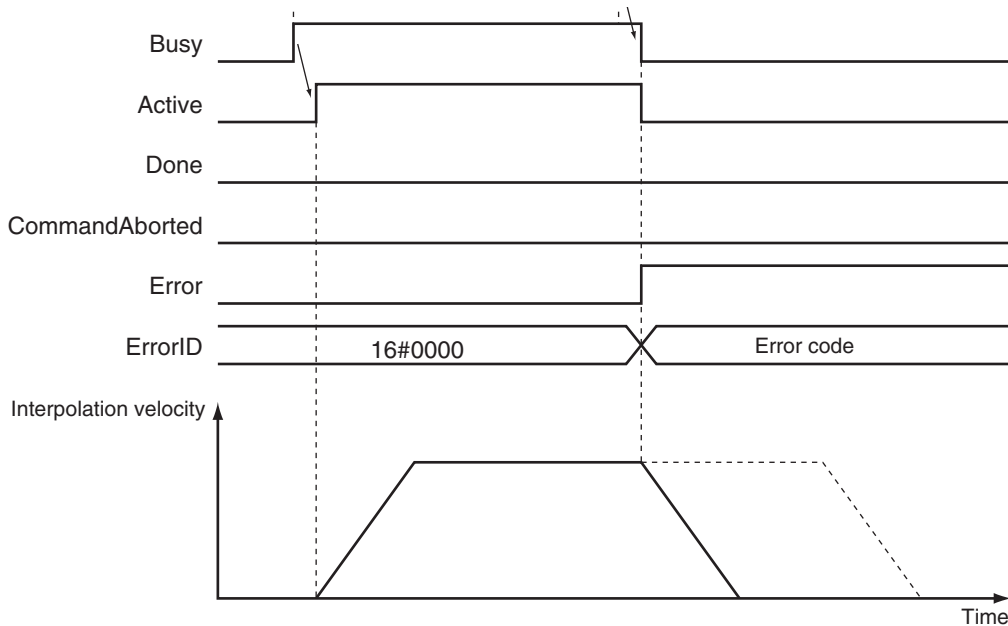 Busy
Active
Done
CommandAborted
Error
ErrorID
16#0000
Error code
Interpolation velocity
Time